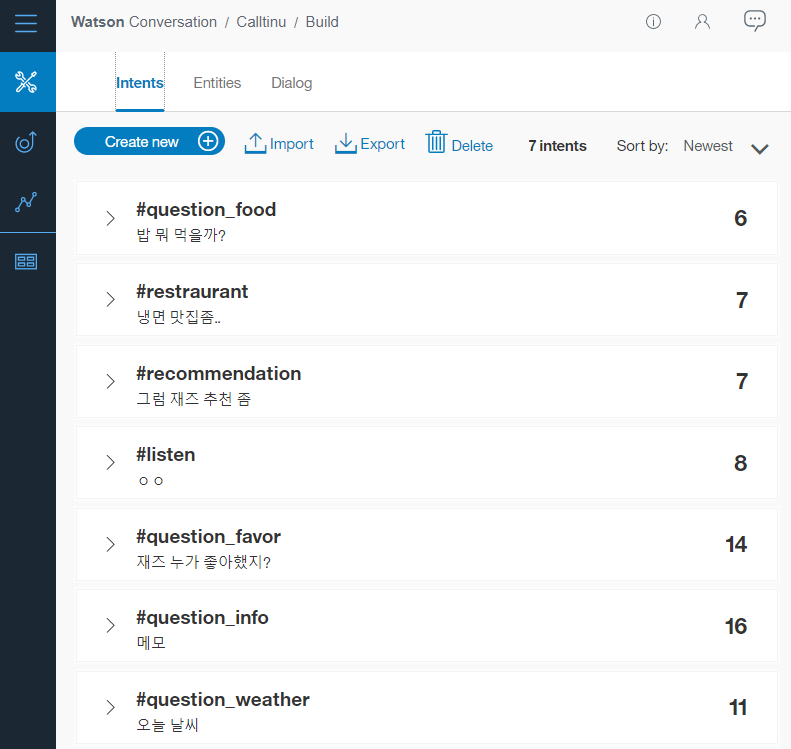 Watson Conversation / Calltinu / Build
Intents Entities Dialog
Create new Import Export Delete 7 intents Sort by: Newest
#question_food 6
밥 뭐 먹을까?
#restraurant 7
냉면 맛집좀..
#recommendation 7
그럼 재즈 추천 좀
#listen 8
ㅇㅇ
#question_favor 14
재즈 누가 좋아했지?
#question_info 16
메모
#question_weather 11
오늘 날씨